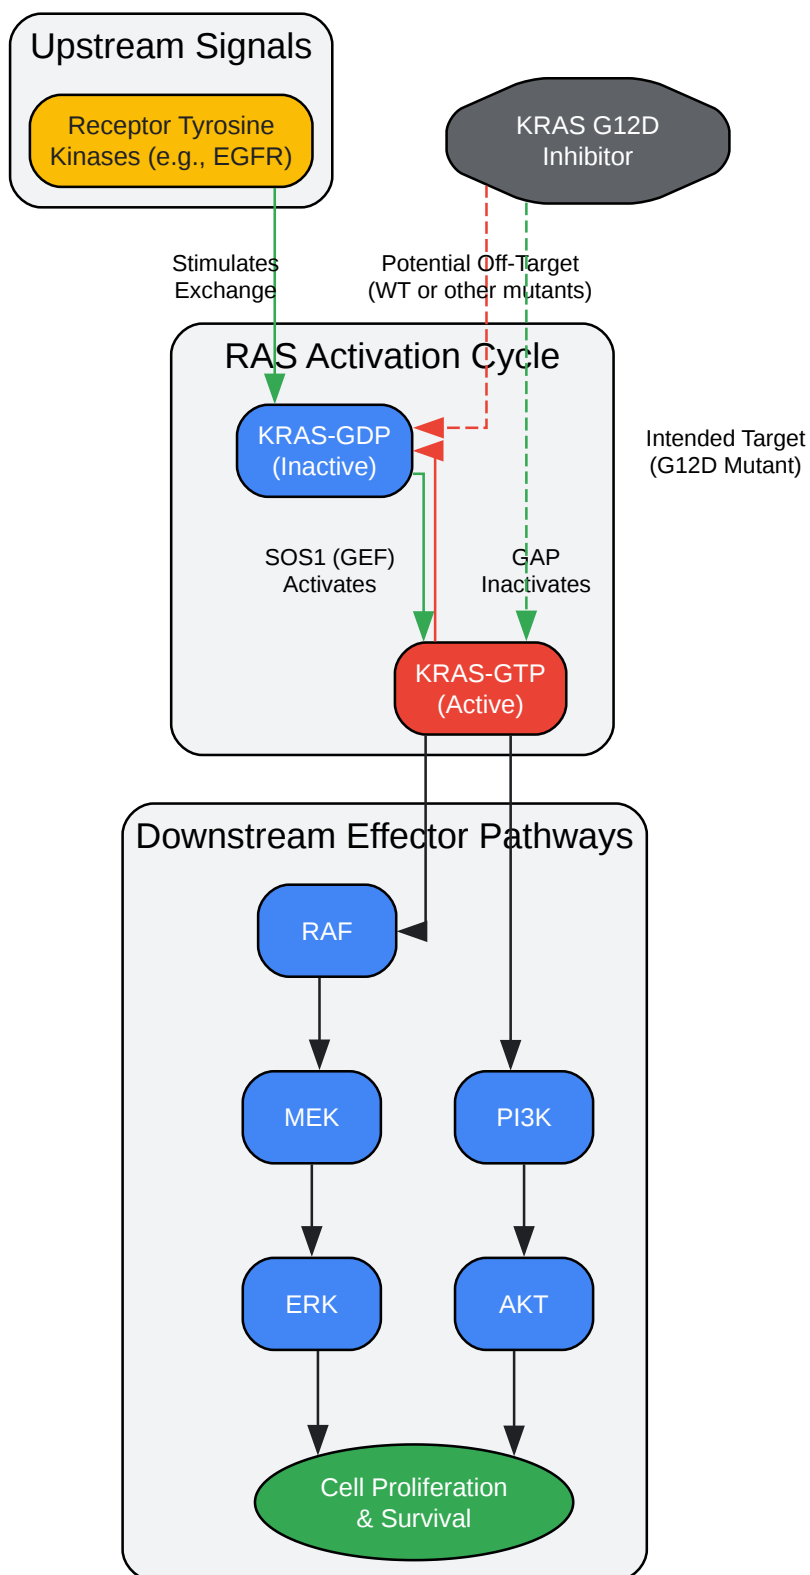 Upstream Signals
Receptor Tyrosine
Kinases (e.g., EGFR)
KRAS G12D
Inhibitor
Stimulates
Exchange
Potential Off-Target
(WT or other mutants)
RAS Activation Cycle
KRAS-GDP
(Inactive)
Intended Target
(G12D Mutant)
SOS1 (GEF)
Activates
GAP
Inactivates
KRAS-GTP
(Active)
Downstream Effector Pathways
RAF
MEK
PI3K
ERK
AKT
Cell Proliferation
& Survival